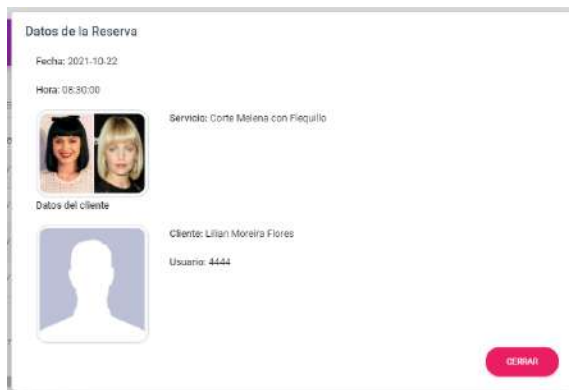 Datos de la Reserva
Fecha: 2021-10-22
Hora: 08:30:00
Servicio: Corte Melena con Flequillo
Datos del cliente
Cliente: Lilian Moreira Flores
Usuario: 4444
CERRAR